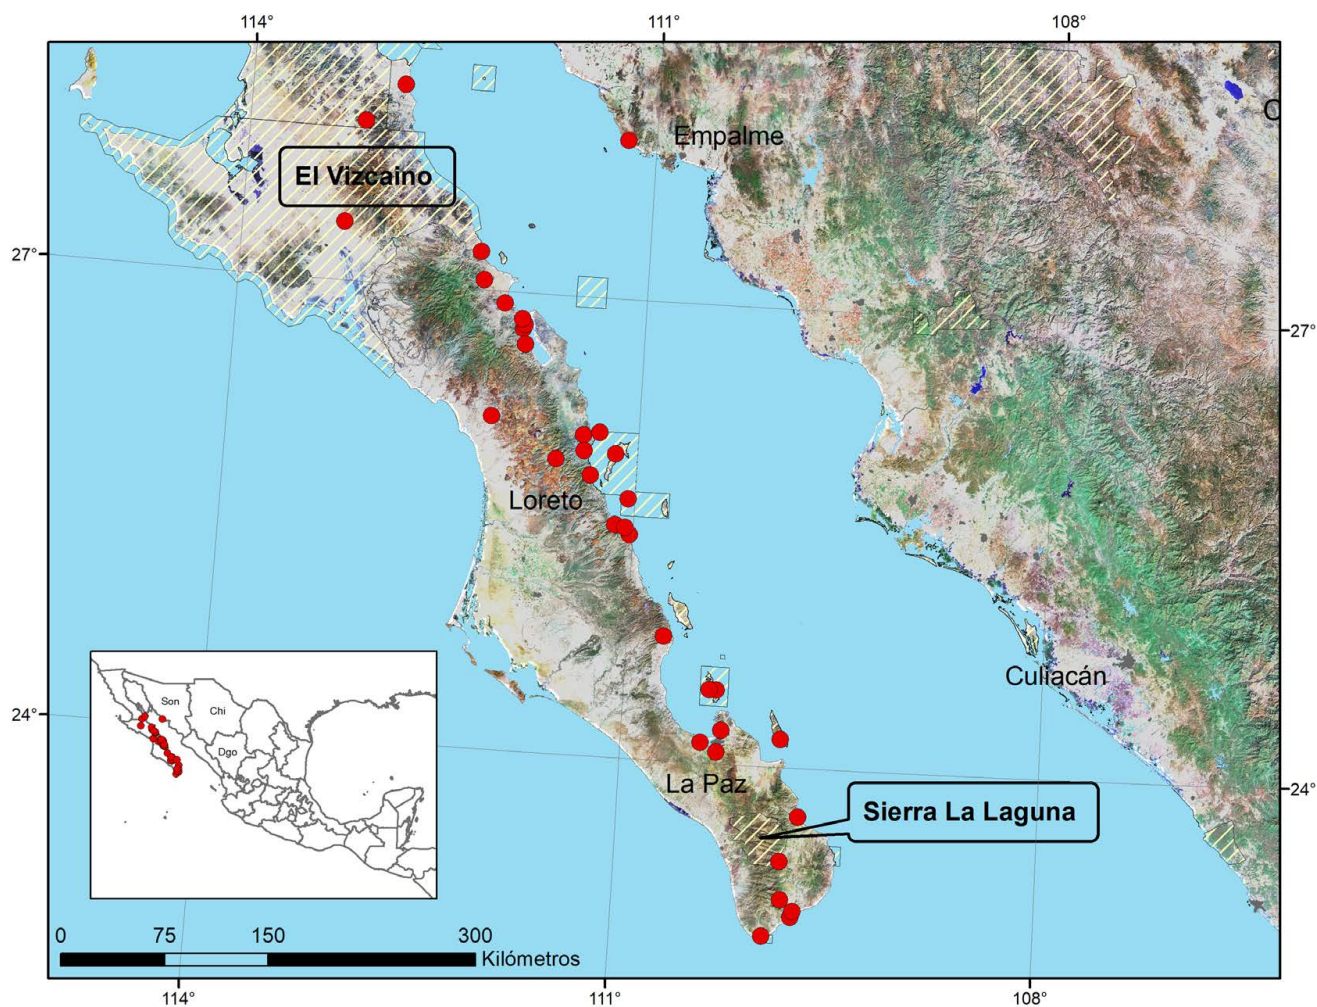 114°
111°
108°
C
Empalme
El Vizcaino
27°
27°
Loreto
Culiacán
24°
La Paz
24°
Sierra La Laguna
Son
Chi
Dgo
0
75
150
300
Kilómetros
114°
111°
108°